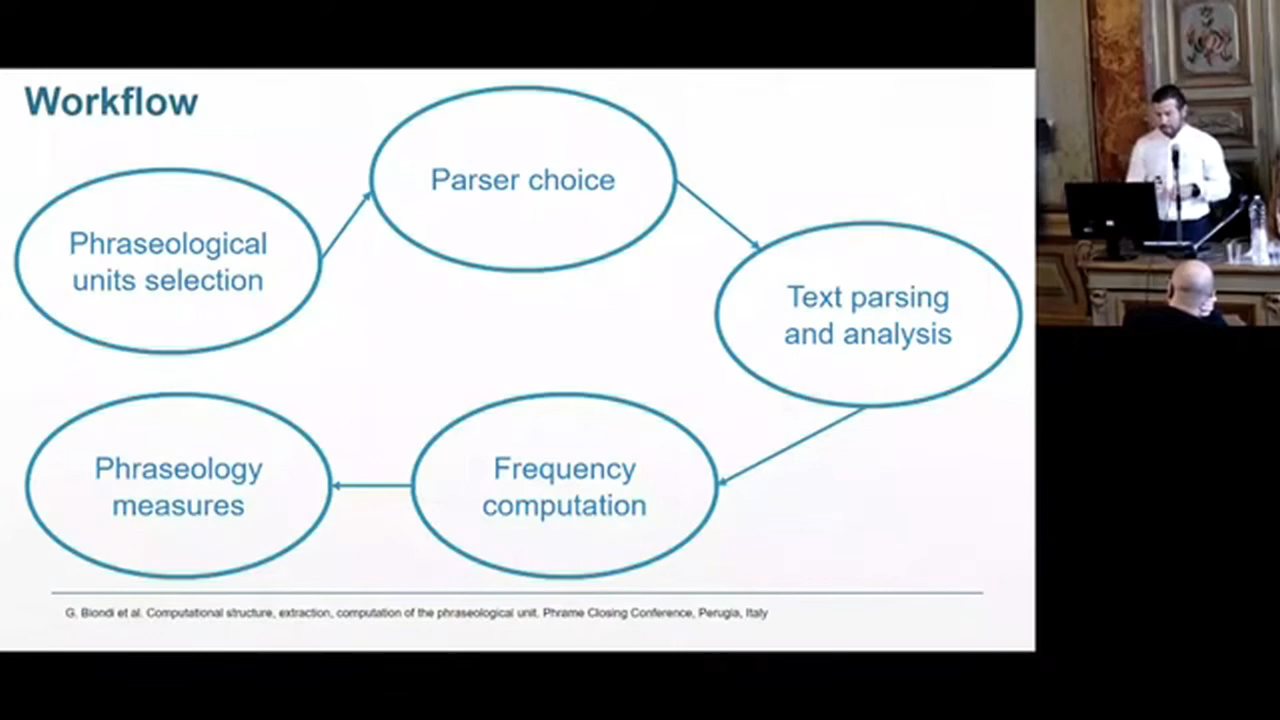 Workflow
Phraseological
units selection
Parser choice
Text parsing
and analysis
Frequency
computation
Phraseology
measures
G. Biondi et al. Computational structure, extraction, computation of the phraseological unit. Phrame Closing Conference, Perugia, Italy